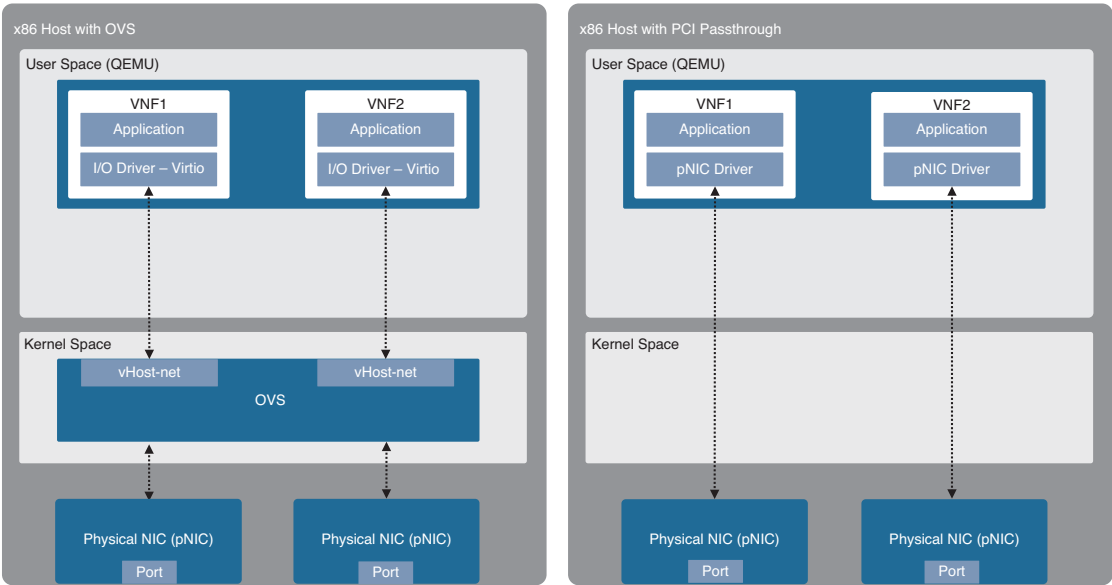 x86 Host with OVS
User Space (QEMU)
VNF1
Application
I/O Driver – Virtio
VNF2
Application
I/O Driver – Virtio
Kernel Space
vHost-net
vHost-net
OVS
Physical NIC (pNIC)
Port
Physical NIC (pNIC)
Port
x86 Host with PCI Passthrough
User Space (QEMU)
VNF1
Application
pNIC Driver
VNF2
Application
pNIC Driver
Kernel Space
Physical NIC (pNIC)
Port
Physical NIC (pNIC)
Port